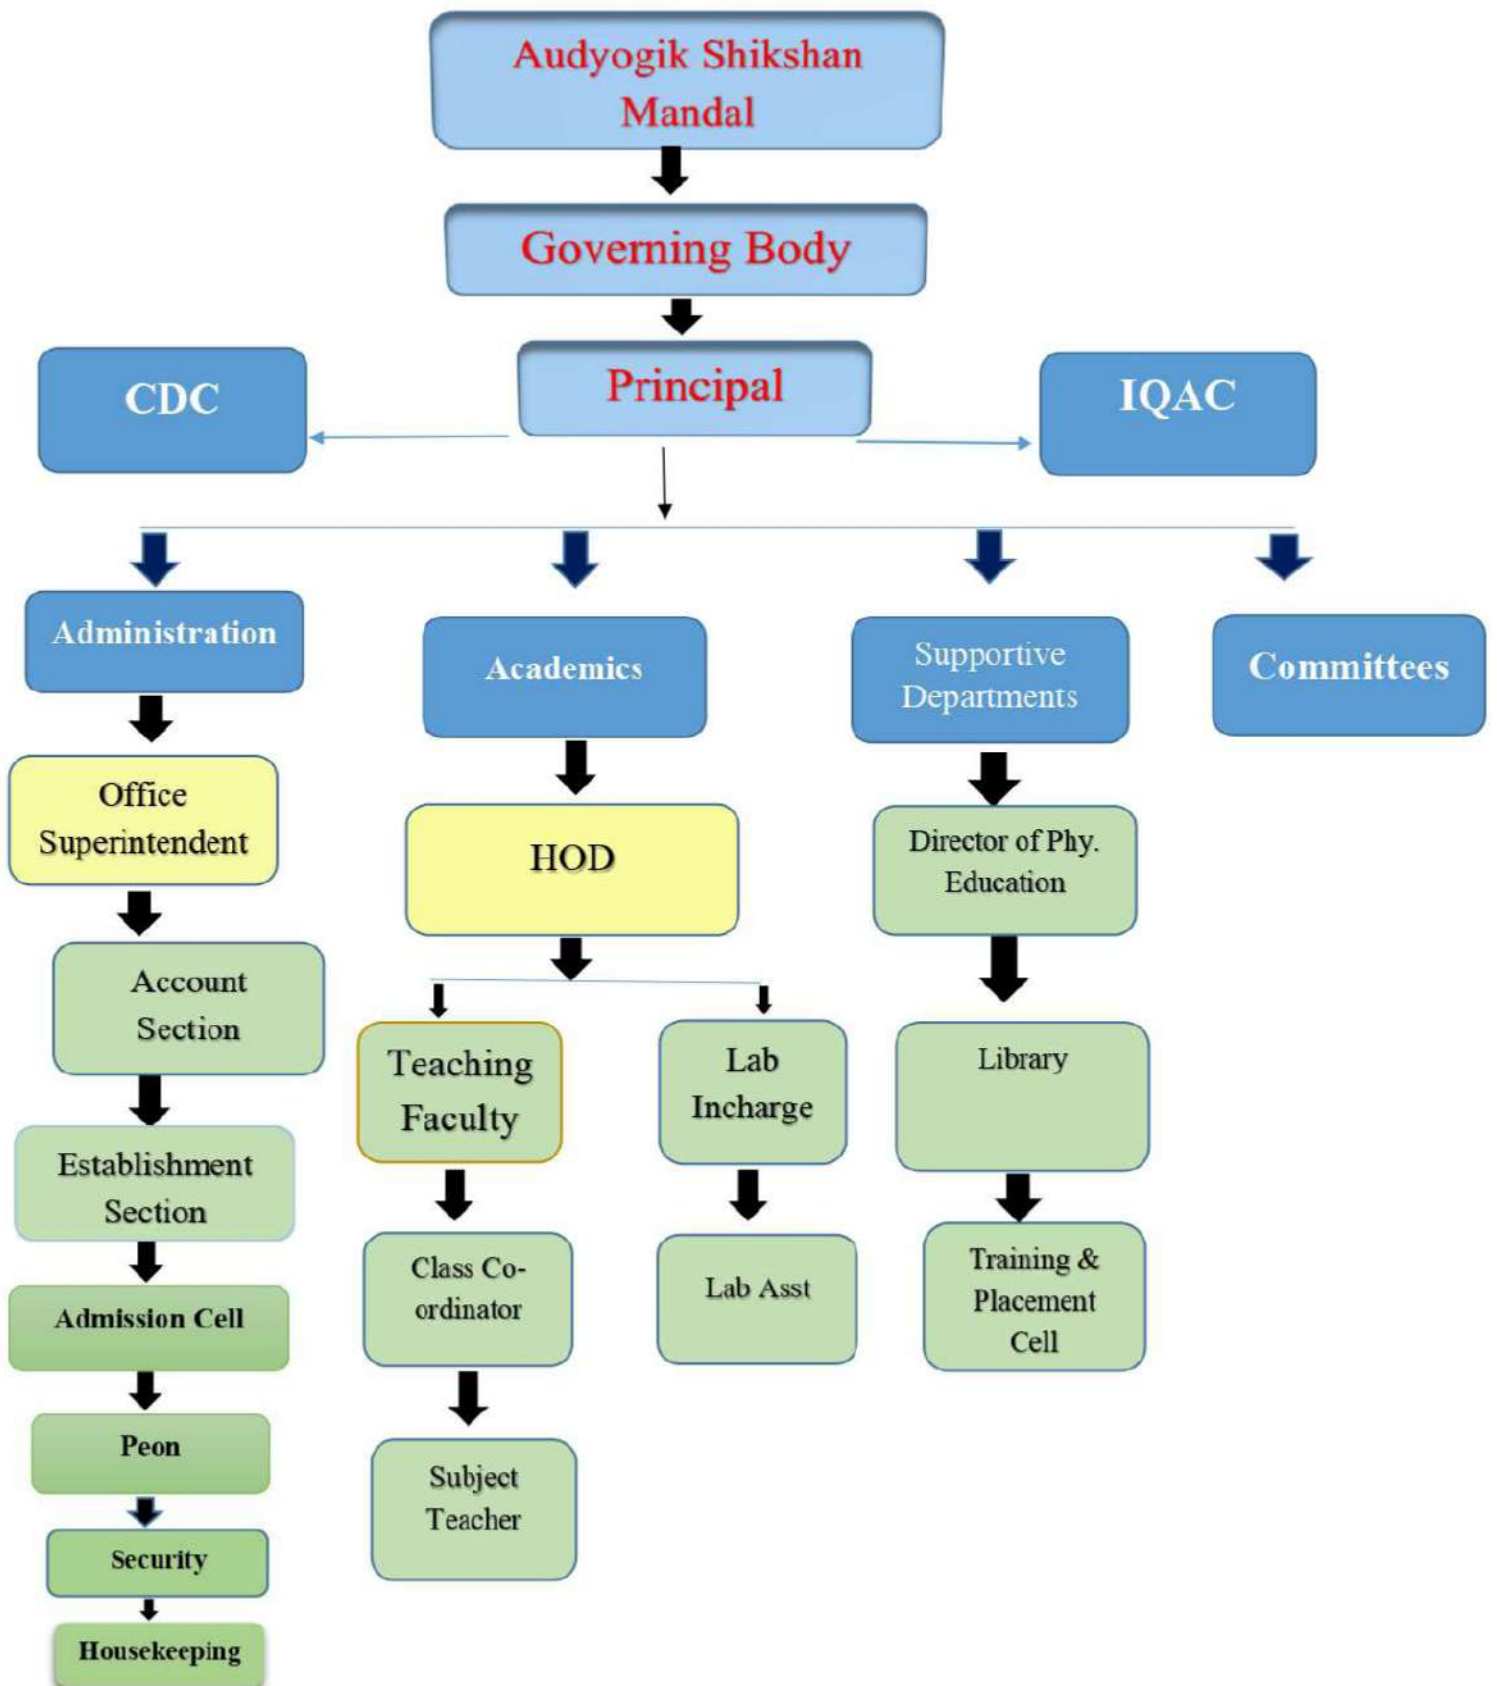 Audyogik Shikshan
Mandal
Governing Body
Principal
CDC
IQAC
Administration
Academics
Supportive
Departments
Committees
Office
Superintendent
HOD
Director of Phy.
Education
Account
Section
Teaching
Faculty
Lab
Incharge
Library
Establishment
Section
Class Co-
ordinator
Lab Asst
Training &
Placement
Cell
Admission Cell
Peon
Subject
Teacher
Security
Housekeeping